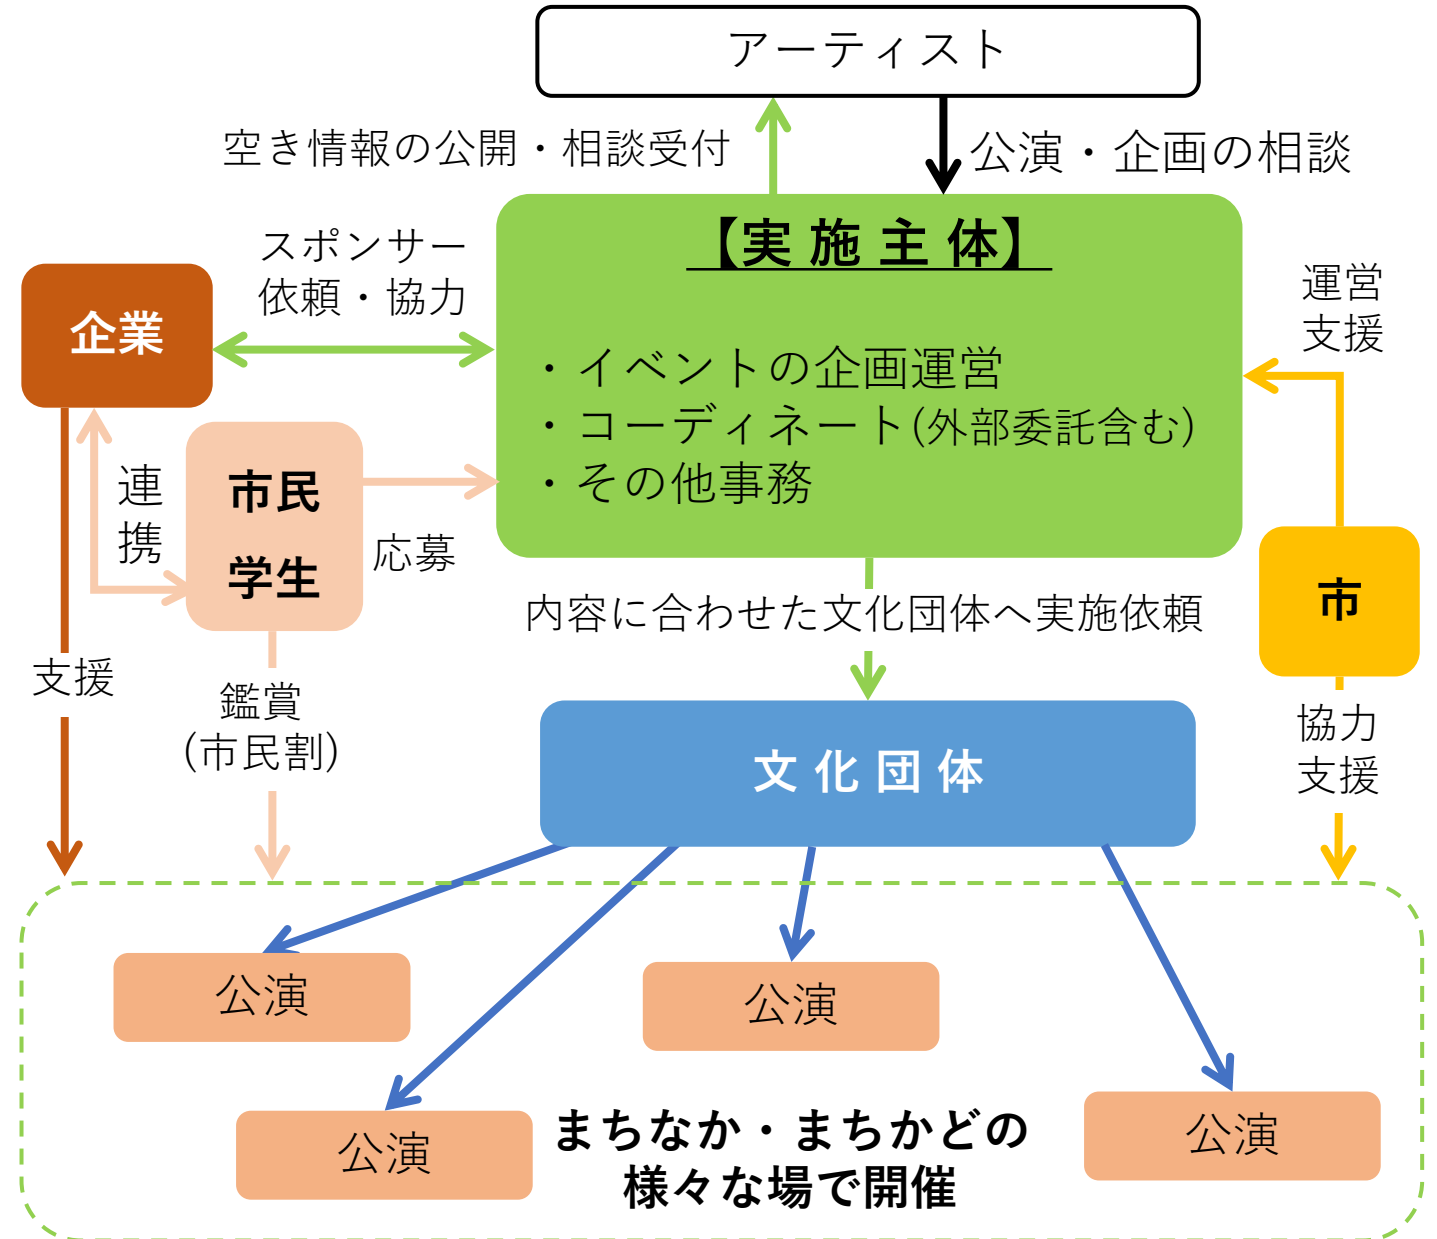 アーティスト
空き情報の公開・相談受付
公演・企画の相談
【実 施 主 体】
スポンサー
依頼・協力
運営
支援
企業
・イベントの企画運営
・コーディネート(外部委託含む)
・その他事務
連
携
市民
学生
応募
市
内容に合わせた文化団体へ実施依頼
支援
鑑賞
(市民割)
協力
支援
文 化 団 体
公演
公演
公演
公演
まちなか・まちかどの
様々な場で開催